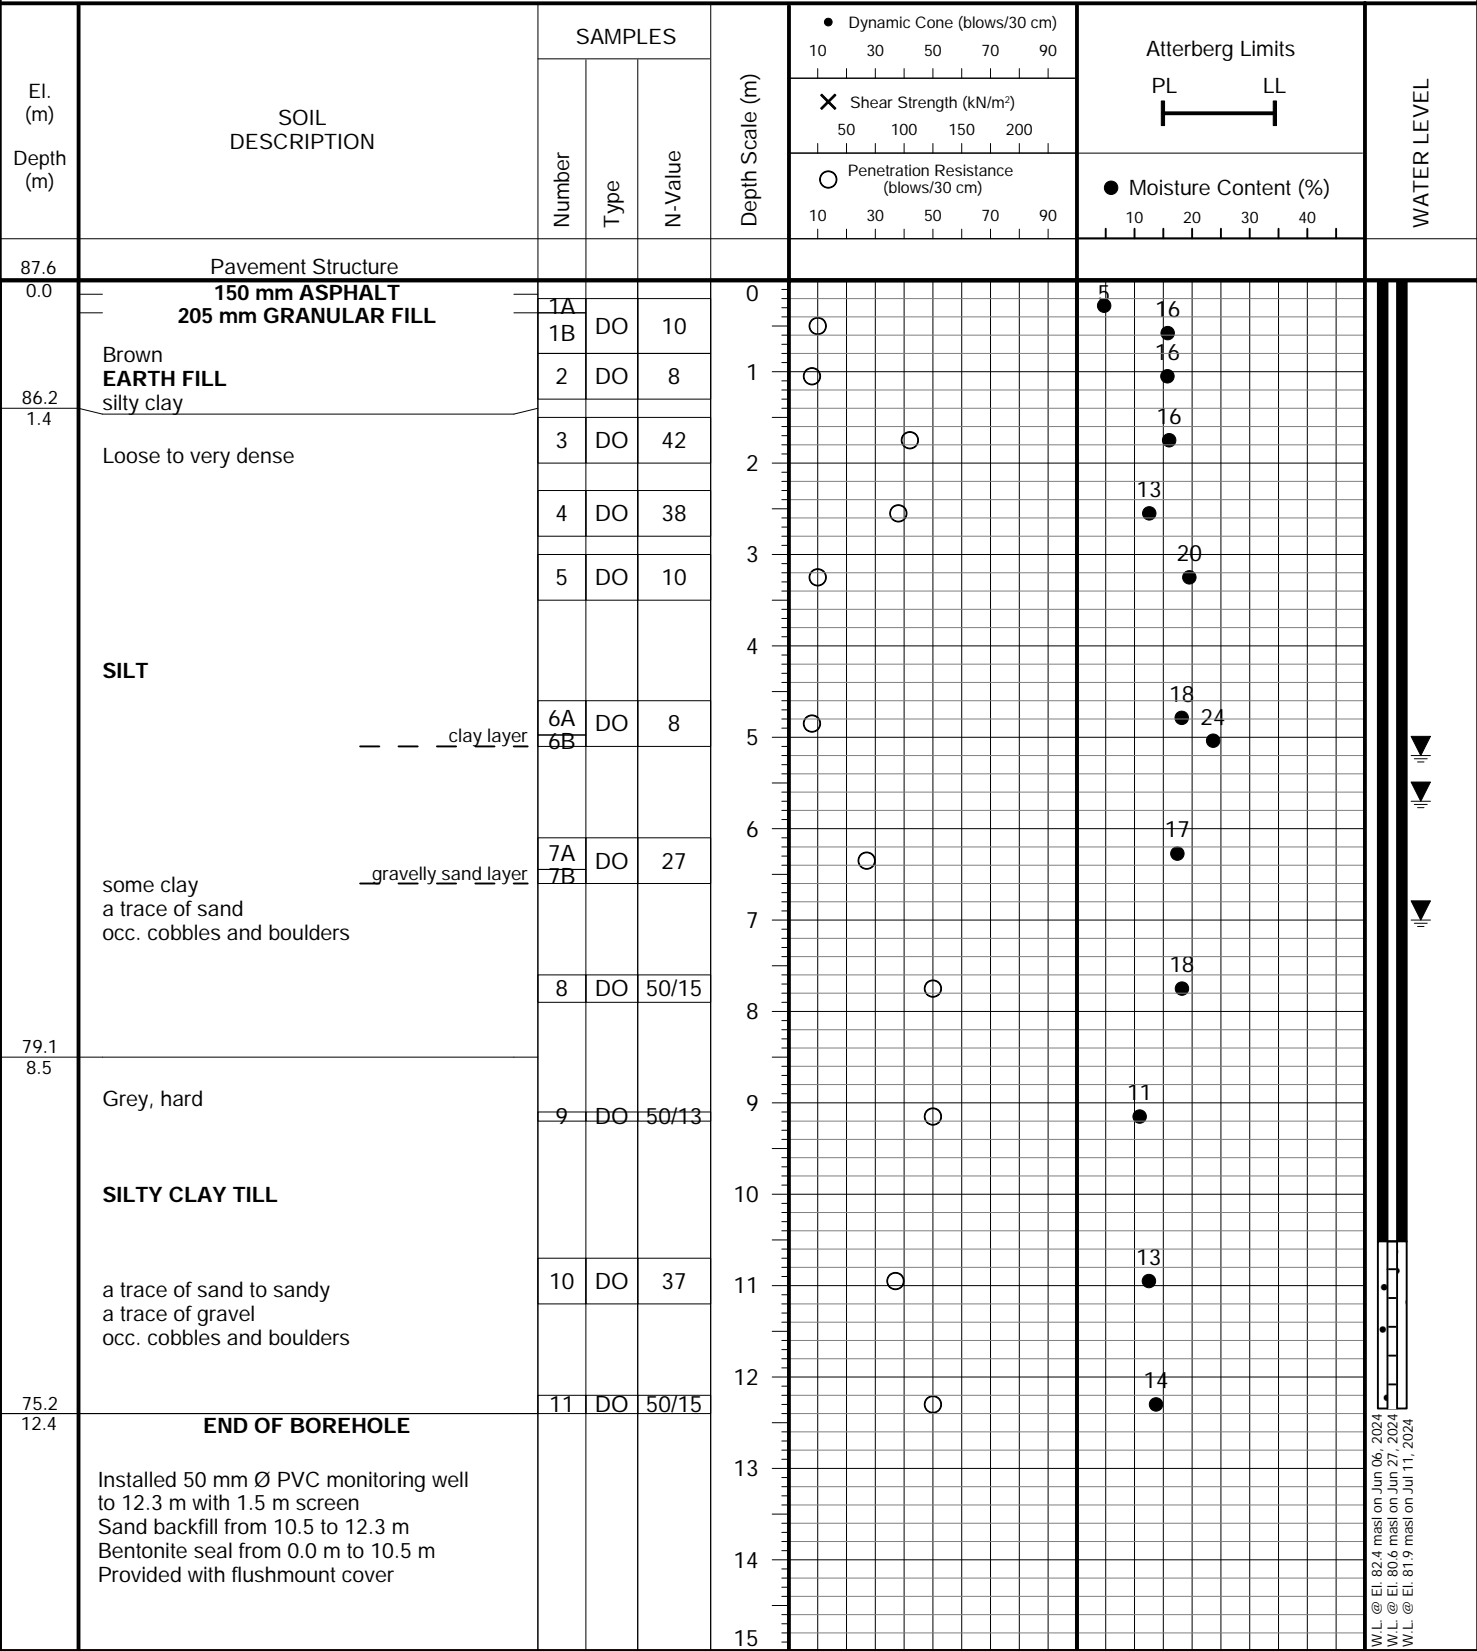 El.
(m)
Depth
(m)
SOIL
DESCRIPTION
SAMPLES
Number
Type
N-Value
Depth Scale (m)
Dynamic Cone (blows/30 cm)
10 30 50 70 90
Shear Strength (kN/m²)
50 100 150 200
Penetration Resistance
(blows/30 cm)
10 30 50 70 90
Atterberg Limits
PL LL
Moisture Content (%)
10 20 30 40
WATER LEVEL
87.6
Pavement Structure
0.0
150 mm ASPHALT
205 mm GRANULAR FILL
Brown
EARTH FILL
silty clay
86.2
1.4
Loose to very dense
SILT
clay layer
gravelly sand layer
some clay
a trace of sand
occ. cobbles and boulders
79.1
8.5
Grey, hard
SILTY CLAY TILL
a trace of sand to sandy
a trace of gravel
occ. cobbles and boulders
75.2
12.4
END OF BOREHOLE
Installed 50 mm Ø PVC monitoring well
to 12.3 m with 1.5 m screen
Sand backfill from 10.5 to 12.3 m
Bentonite seal from 0.0 m to 10.5 m
Provided with flushmount cover
1A
1B DO 10
2 DO 8
3 DO 42
4 DO 38
5 DO 10
6A
6B DO 8
7A
7B DO 27
8 DO 50/15
9 DO 50/13
10 DO 37
11 DO 50/15
0
1
2
3
4
5
6
7
8
9
10
11
12
13
14
15
5
16
16
16
13
20
18
24
17
18
11
13
14
W.L. @ El. 82.4 masl on Jun 06, 2024
W.L. @ El. 80.6 masl on Jun 27, 2024
W.L. @ El. 81.9 masl on Jul 11, 2024